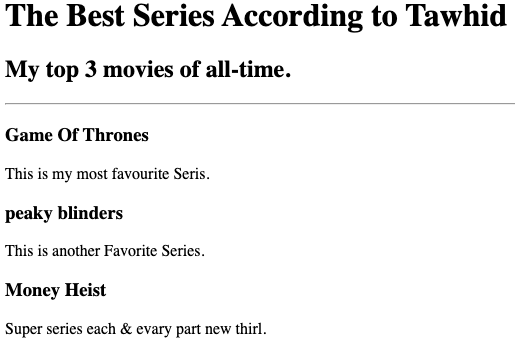 The Best Series According to Tawhid
My top 3 movies of all-time.
Game Of Thrones
This is my most favourite Seris.
peaky blinders
This is another Favorite Series.
Money Heist
Super series each & evary part new thirl.